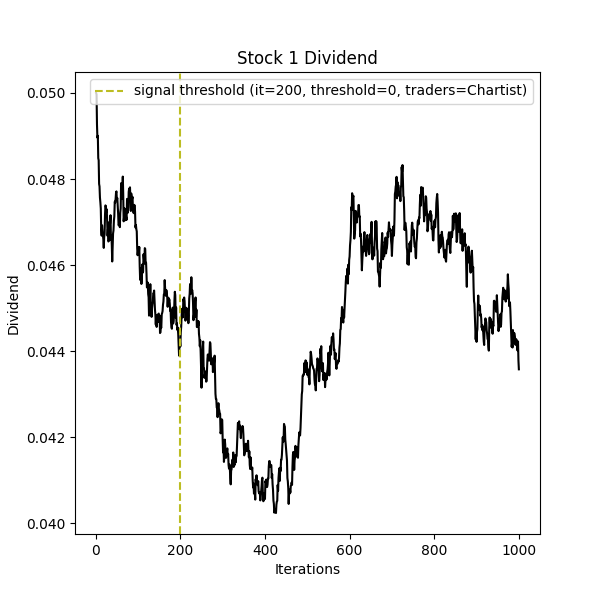 Stock 1 Dividend
signal threshold (it=200, threshold=0, traders=Chartist)
Dividend
0.050
0.048
0.046
0.044
0.042
0.040
0 200 400 600 800 1000
Iterations